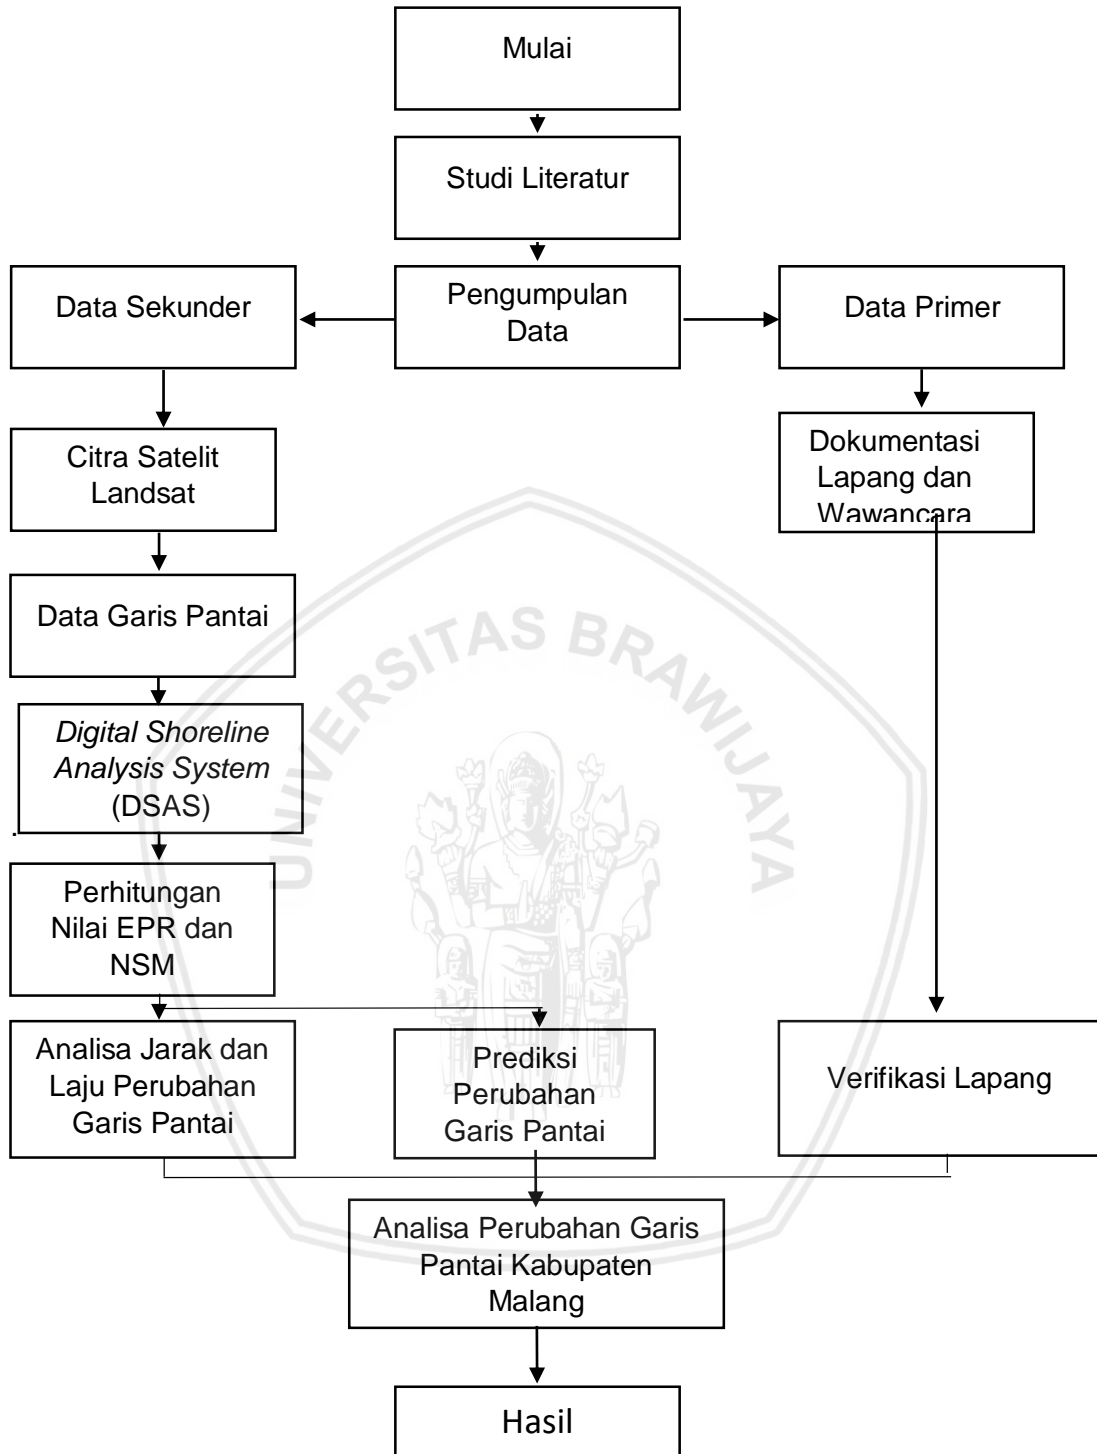 Mulai
Studi Literatur
Data Sekunder
Pengumpulan
Data
Data Primer
Citra Satelit
Landsat
Dokumentasi
Lapang dan
Wawancara
Data Garis Pantai
UNIVERSITAS BRAWIJAYA
Digital Shoreline
Analysis System
(DSAS)
Perhitungan
Nilai EPR dan
NSM
Analisa Jarak dan
Laju Perubahan
Garis Pantai
Prediksi
Perubahan
Garis Pantai
Verifikasi Lapang
Analisa Perubahan Garis
Pantai Kabupaten
Malang
Hasil